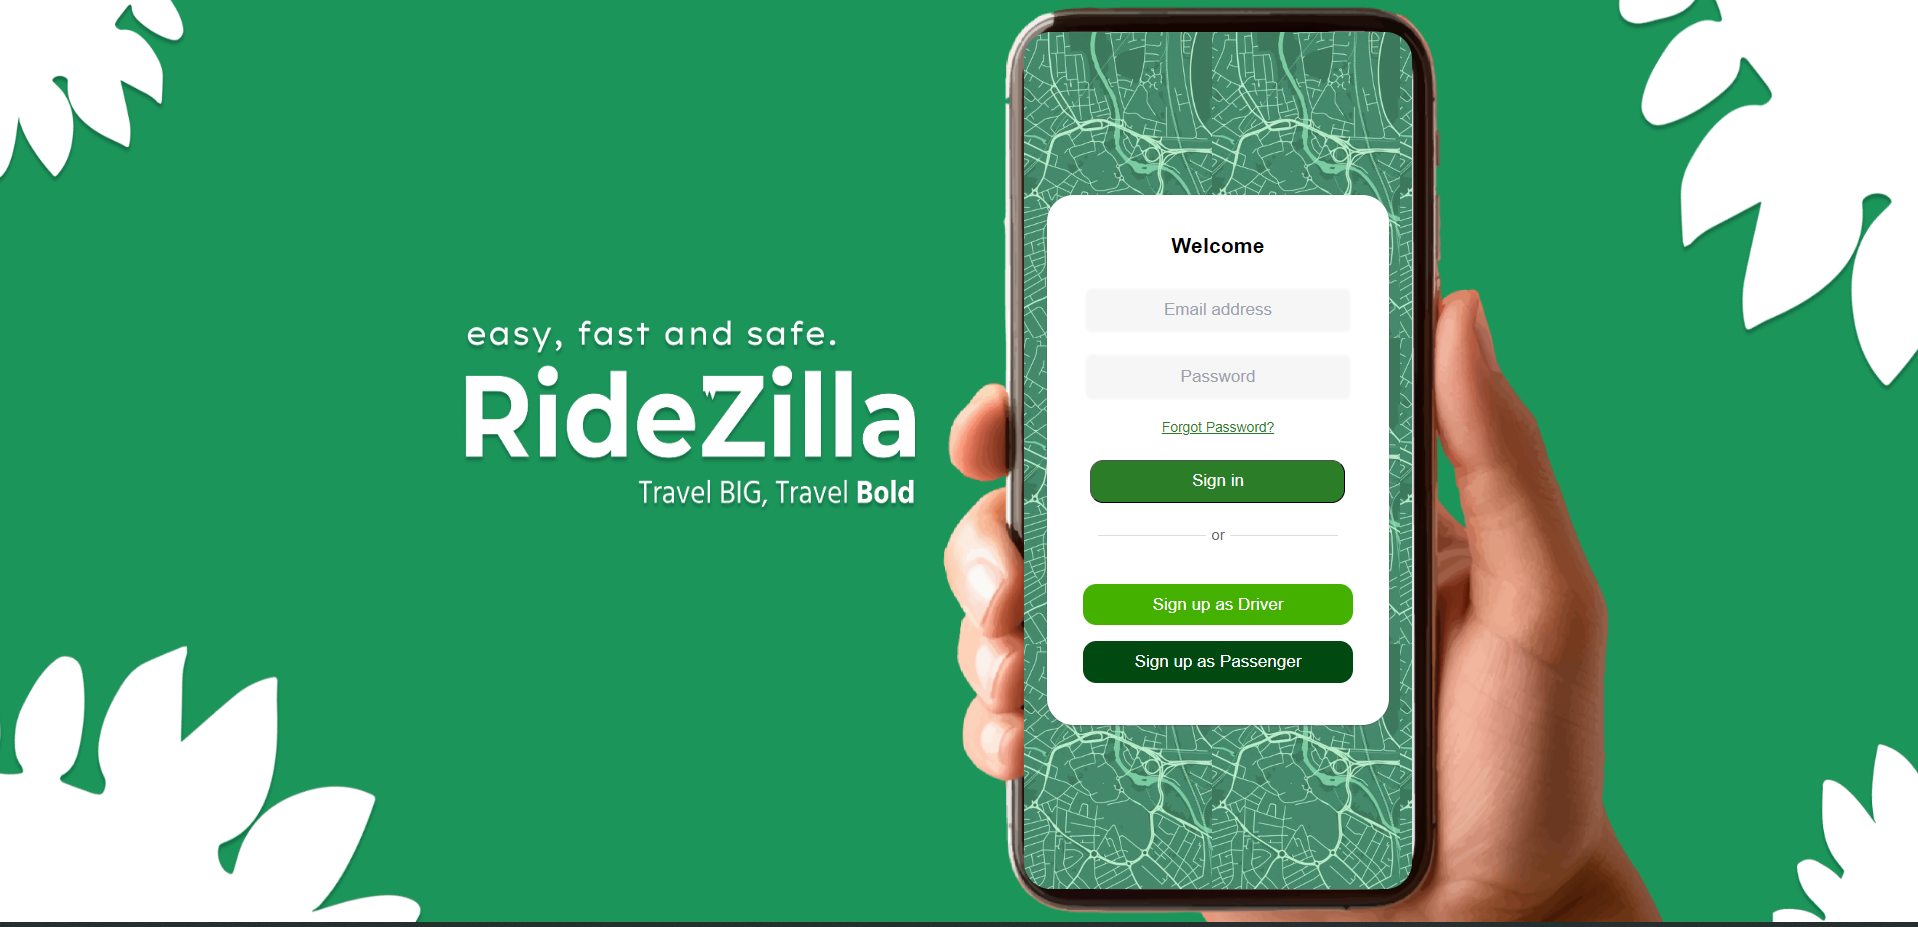 easy, fast and safe.
RideZilla
Travel BIG, Travel Bold
Welcome
Email address
Password
Forgot Password?
Sign in
or
Sign up as Driver
Sign up as Passenger